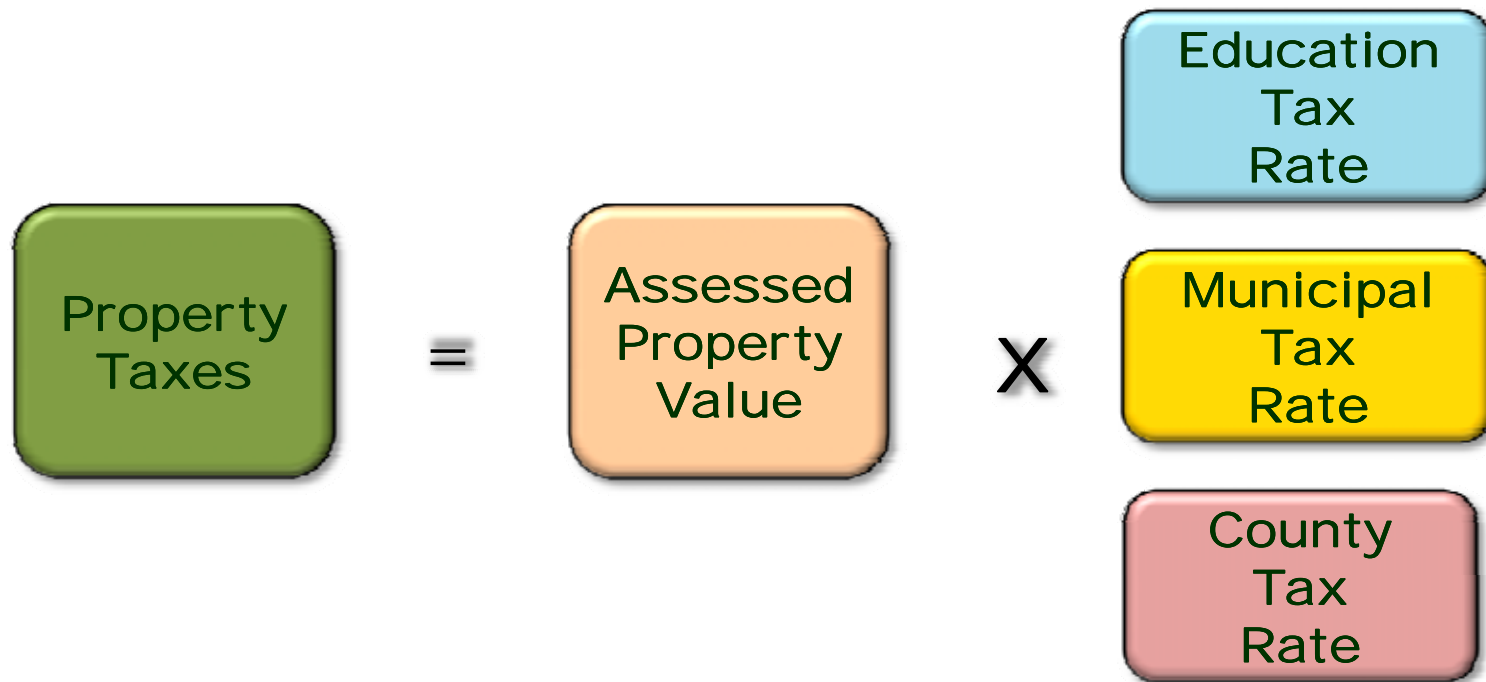 Property
Taxes
=
Assessed
Property
Value
X
Education
Tax
Rate
Municipal
Tax
Rate
County
Tax
Rate